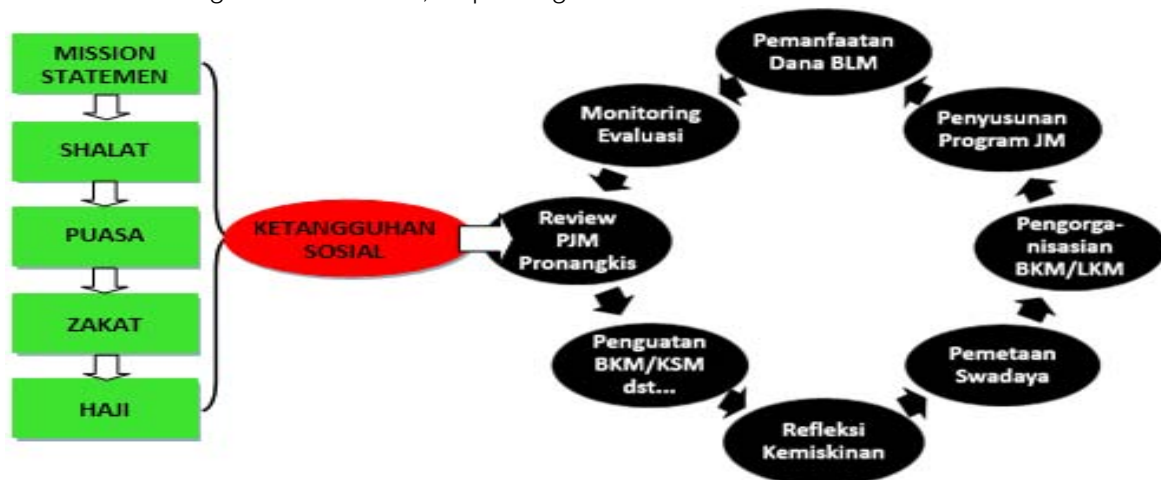 MISSION
STATEMEN
SHALAT
PUASA
ZAKAT
HAJI
KETANGGUHAN
SOSIAL
Review
PJM
Pronangkis
Monitoring
Evaluasi
Pemanfaatan
Dana BLM
Penyusunan
Program JM
Pengorga-
nisasian
BKM/LKM
Pemetaan
Swadaya
Refleksi
Kemiskinan
Penguatan
BKM/KSM
dst...